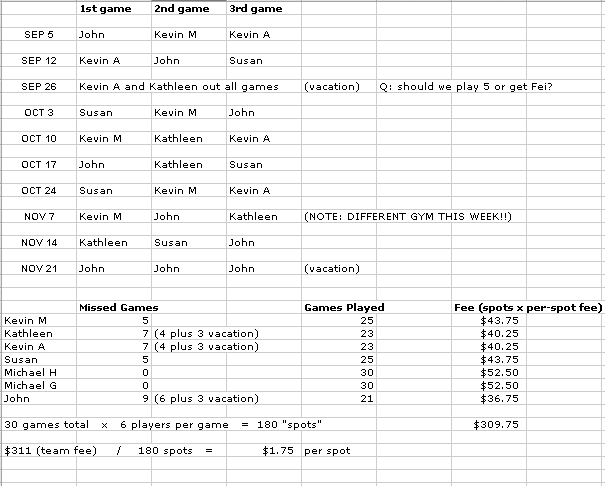 1st game 2nd game 3rd game
SEP 5 John Kevin M Kevin A
SEP 12 Kevin A John Susan
SEP 26 Kevin A and Kathleen out all games (vacation) Q: should we play 5 or get Fei?
OCT 3 Susan Kevin M John
OCT 10 Kevin M Kathleen Kevin A
OCT 17 John Kathleen Susan
OCT 24 Susan Kevin M Kevin A
NOV 7 Kevin M John Kathleen (NOTE: DIFFERENT GYM THIS WEEK!!)
NOV 14 Kathleen Susan John
NOV 21 John John John (vacation)
Missed Games Games Played Fee (spots x per-spot fee)
Kevin M 5 25 $43.75
Kathleen 7 (4 plus 3 vacation) 23 $40.25
Kevin A 7 (4 plus 3 vacation) 23 $40.25
Susan 5 25 $43.75
Michael H 0 30 $52.50
Michael G 0 30 $52.50
John 9 (6 plus 3 vacation) 21 $36.75
30 games total x 6 players per game = 180 "spots" $309.75
$311 (team fee) / 180 spots = $1.75 per spot